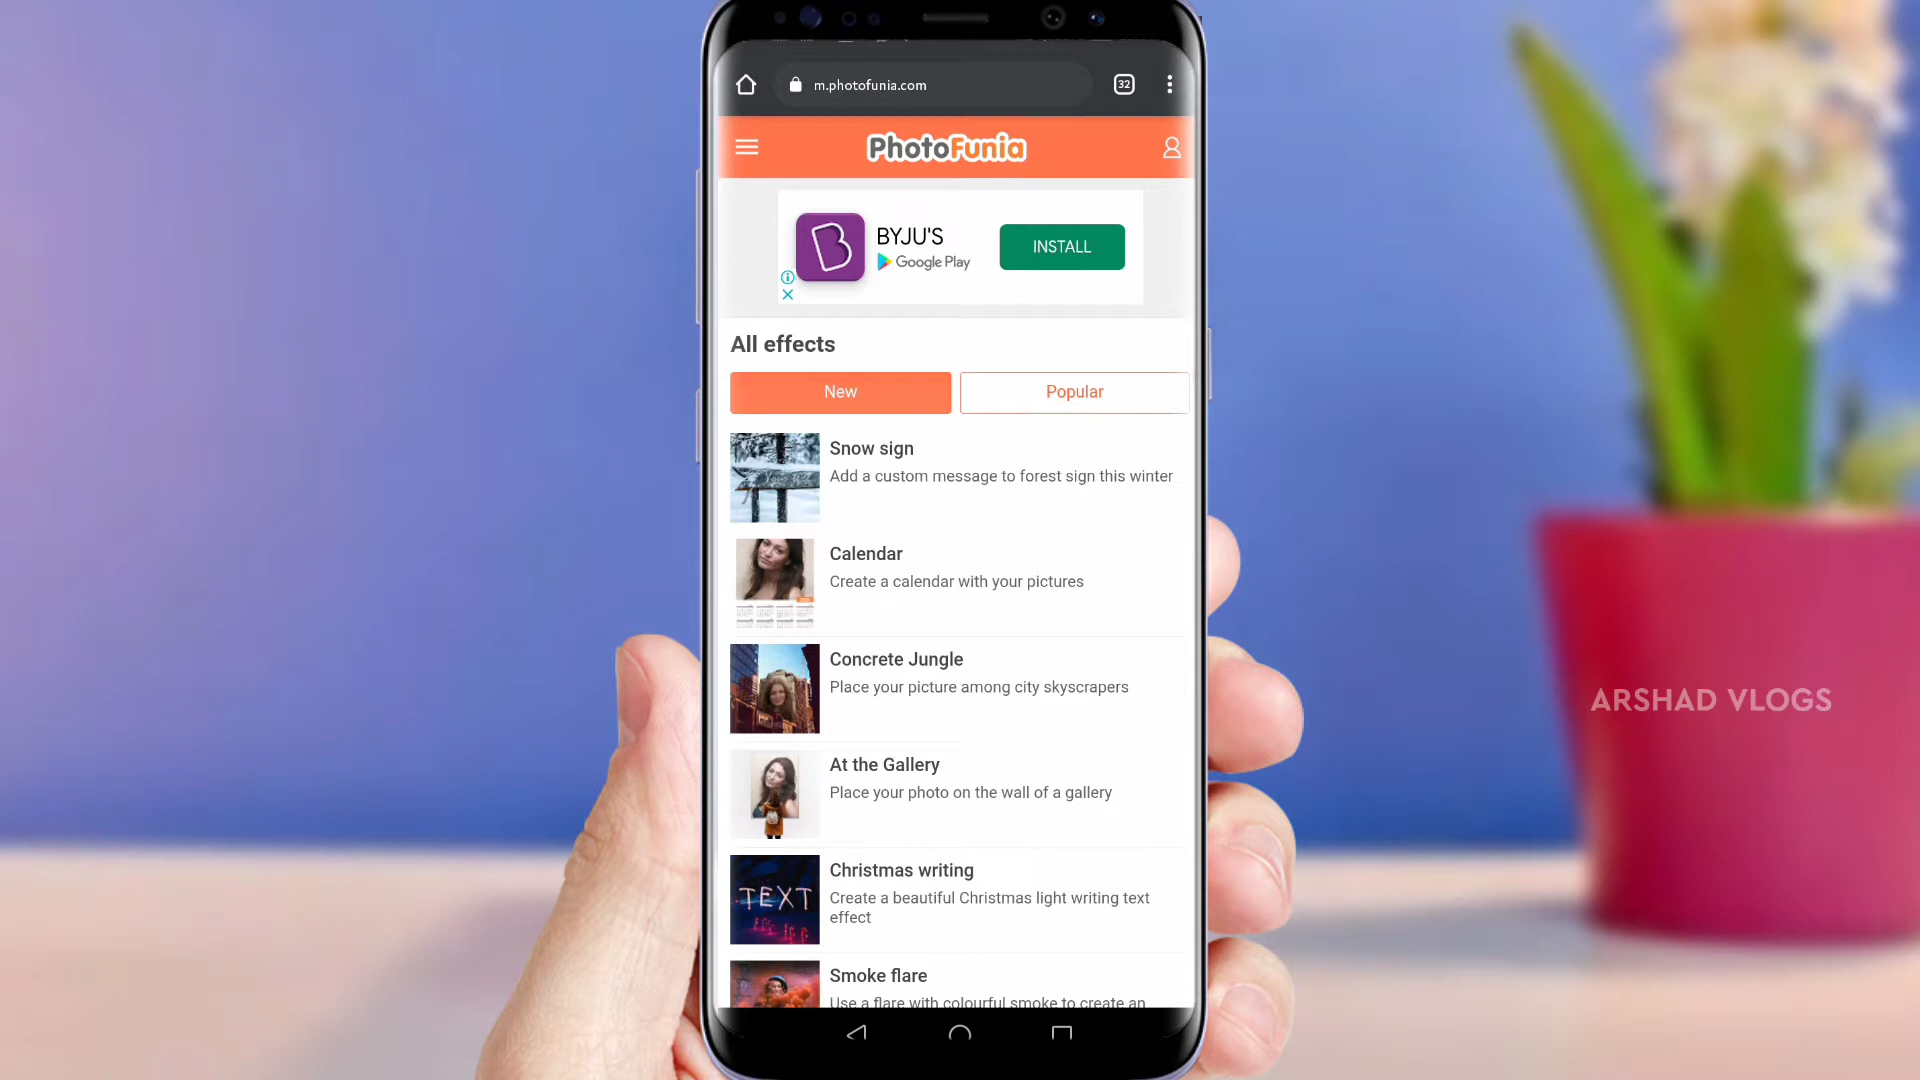 m.photofunia.com
32
PhotoFunia
BYJU'S
Google Play
INSTALL
All effects
New
Popular
Snow sign
Add a custom message to forest sign this winter
Calendar
Create a calendar with your pictures
Concrete Jungle
Place your picture among city skyscrapers
At the Gallery
Place your photo on the wall of a gallery
TEXT
Christmas writing
Create a beautiful Christmas light writing text
effect
Smoke flare
Use a flare with colourful smoke to create an
ARSHAD VLOGS